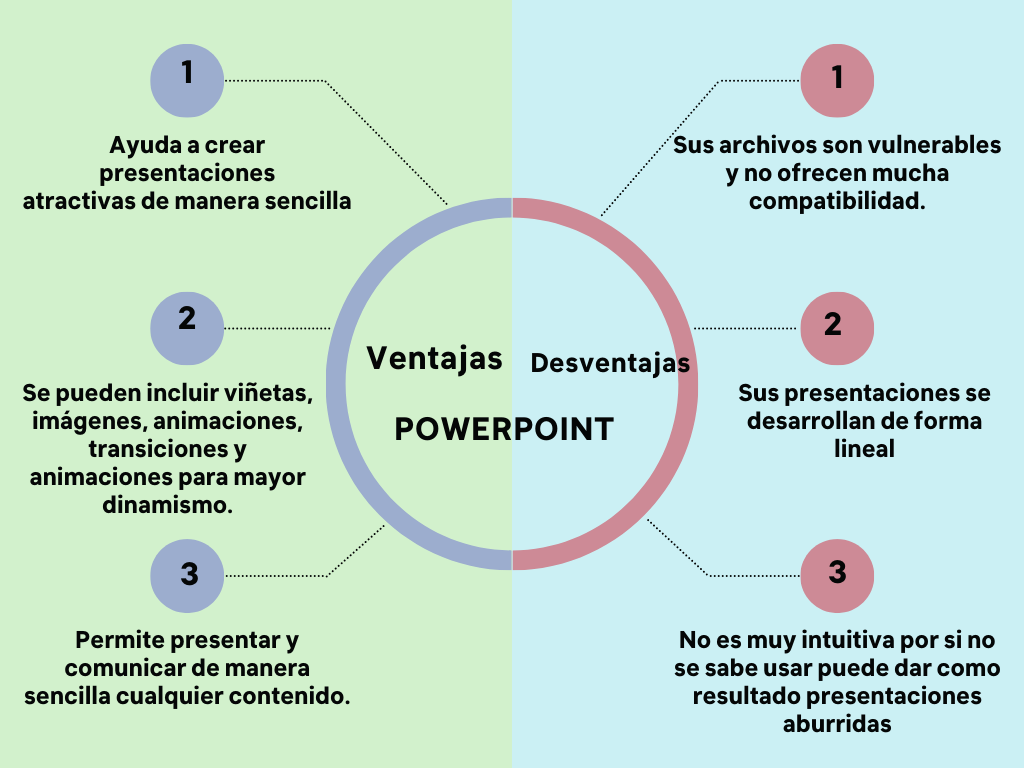 1
Ayuda a crear
presentaciones
atractivas de manera sencilla
2
Se pueden incluir viñetas,
imágenes, animaciones,
transiciones y
animaciones para mayor
dinamismo.
3
Permite presentar y
comunicar de manera
sencilla cualquier contenido.
Ventajas
Desventajas
POWERPOINT
1
Sus archivos son vulnerables
y no ofrecen mucha
compatibilidad.
2
Sus presentaciones se
desarrollan de forma
lineal
3
No es muy intuitiva por si no
se sabe usar puede dar como
resultado presentaciones
aburridas